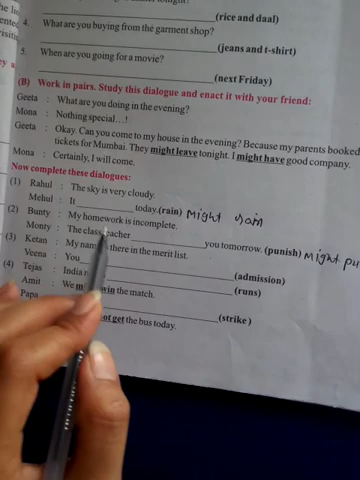 (rice and daal)
4. What are you buying from the garment shop?
(jeans and t-shirt)
5. When are you going for a movie?
(next Friday)
(B) Work in pairs. Study this dialogue and enact it with your friend:
Geeta : What are you doing in the evening?
Mona : Nothing special...!
Geeta : Okay. Can you come to my house in the evening? Because my parents booked
tickets for Mumbai. They might leave tonight. I might have good company.
Mona : Certainly, I will come.
Now complete these dialogues:
(1) Rahul : The sky is very cloudy.
Mehul : It ________ today. (rain) might rain
(2) Bunty : My homework is incomplete.
Monty : The class teacher ________ you tomorrow. (punish) might
(3) Ketan : My name is there in the merit list.
Veena : You ________ (admission)
(4) Tejas : India ________ (runs)
Amit : We win the match.
Papa ________ (strike)
not get the bus today.